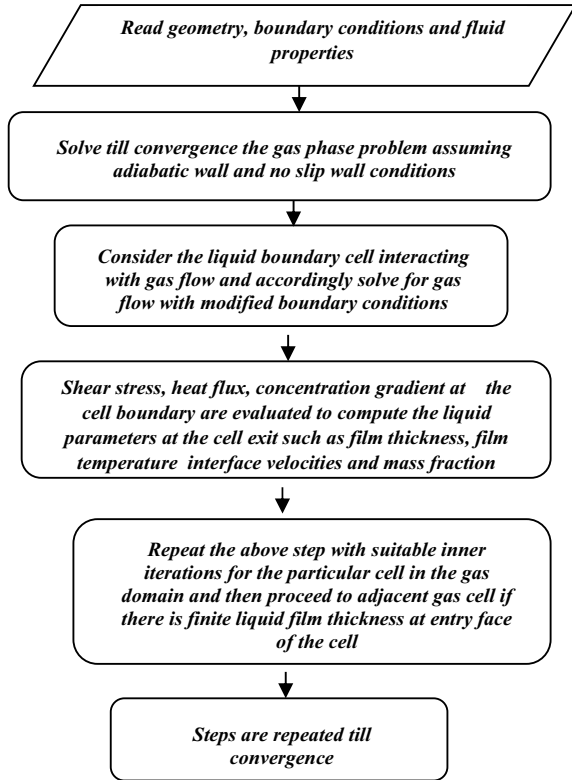 Read geometry, boundary conditions and fluid
properties
Solve till convergence the gas phase problem assuming
adiabatic wall and no slip wall conditions
Consider the liquid boundary cell interacting
with gas flow and accordingly solve for gas
flow with modified boundary conditions
Shear stress, heat flux, concentration gradient at the
cell boundary are evaluated to compute the liquid
parameters at the cell exit such as film thickness, film
temperature interface velocities and mass fraction
Repeat the above step with suitable inner
iterations for the particular cell in the gas
domain and then proceed to adjacent gas cell if
there is finite liquid film thickness at entry face
of the cell
Steps are repeated till
convergence